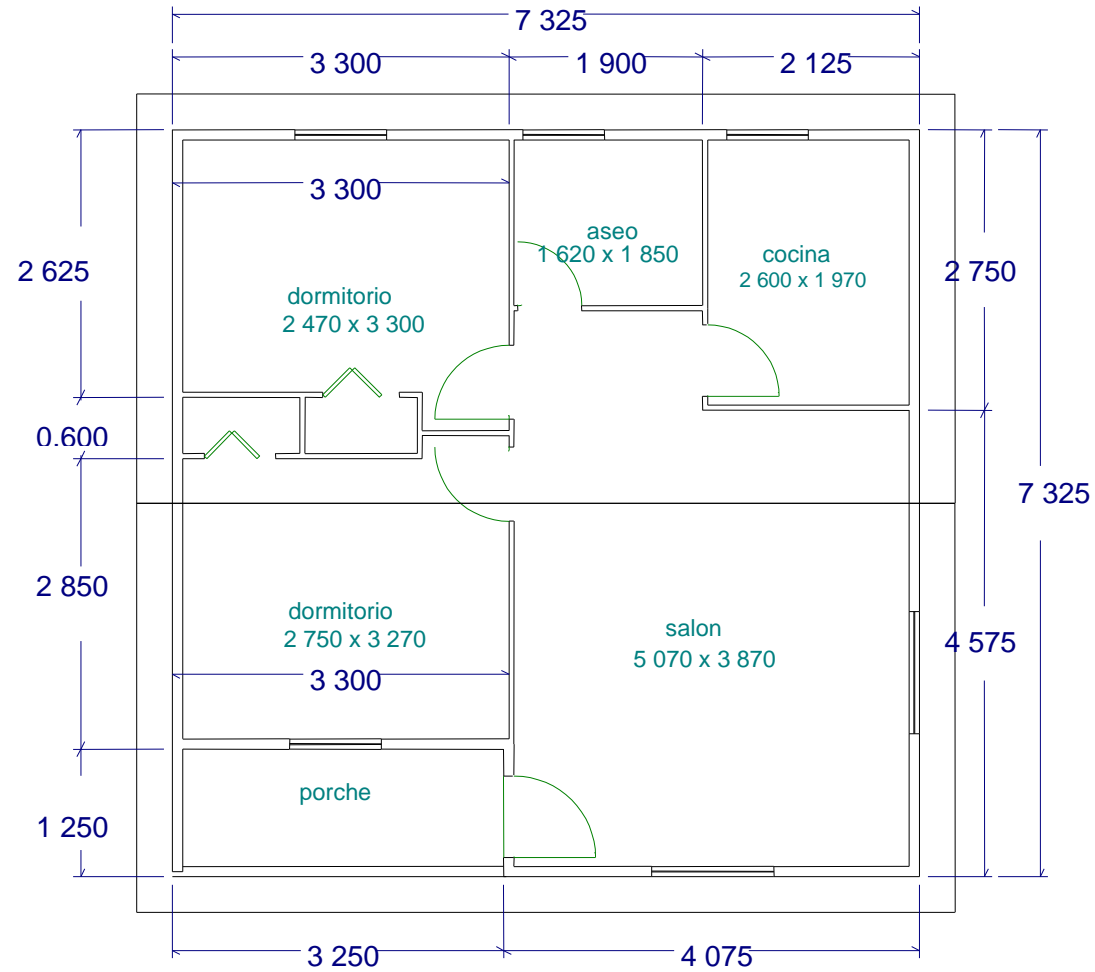 7 325
3 300
1 900
2 125
3 300
aseo
1 620 x 1 850
cocina
2 600 x 1 970
2 625
2 750
dormitorio
2 470 x 3 300
0.600
7 325
2 850
dormitorio
2 750 x 3 270
salon
5 070 x 3 870
4 575
3 300
porche
1 250
3 250
4 075